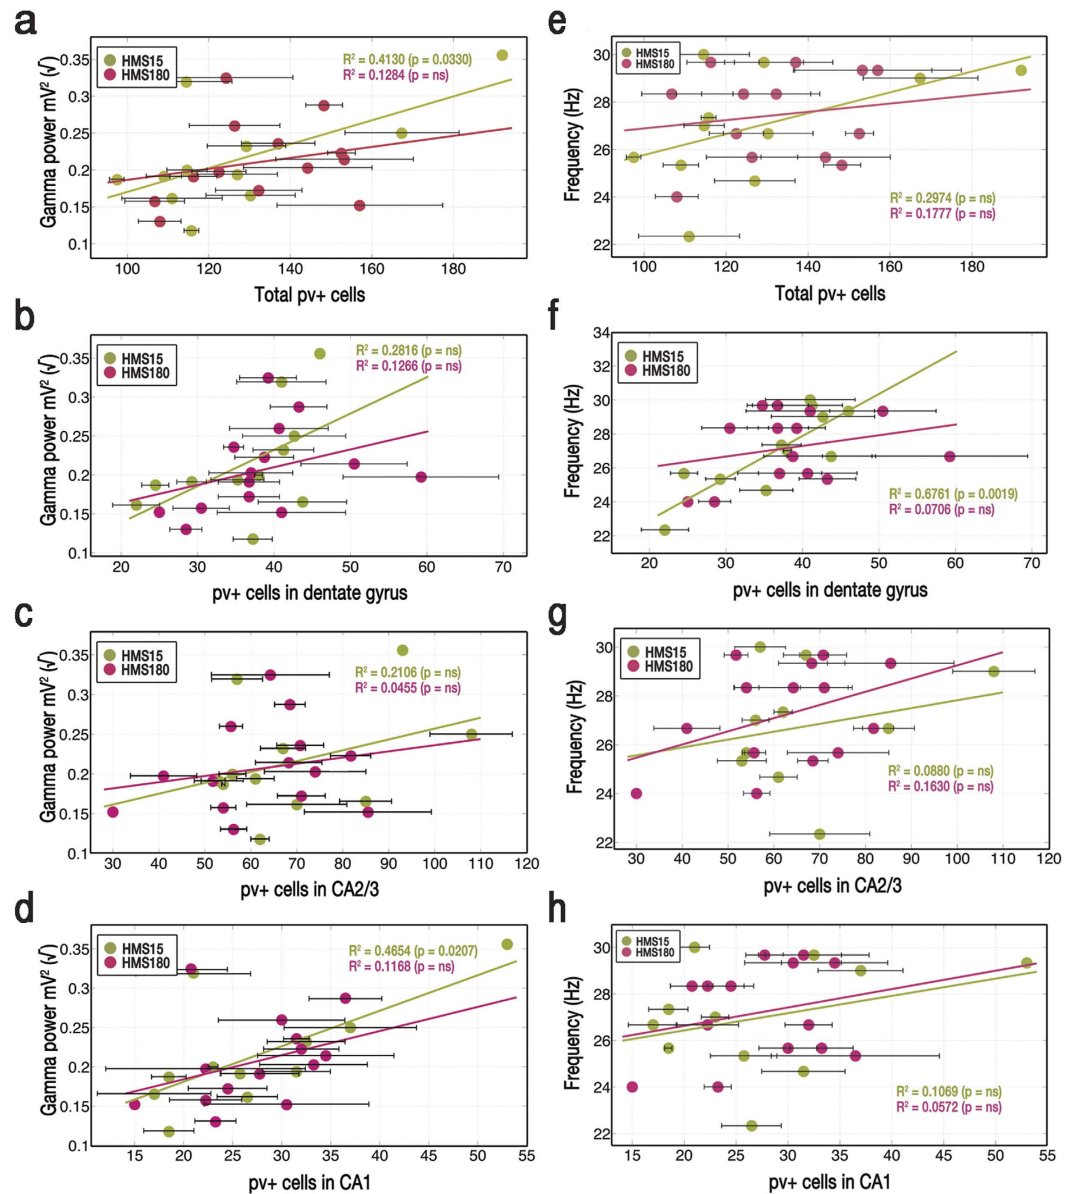 a
Gamma power mV² (√)
0.35
0.3
0.25
0.2
0.15
0.1
HMS15
HMS180
R² = 0.4130 (p = 0.0330)
R² = 0.1284 (p = ns)
100 120 140 160 180
Total pv+ cells
e
Frequency (Hz)
30
28
26
24
22
HMS15
HMS180
R² = 0.2974 (p = ns)
R² = 0.1777 (p = ns)
100 120 140 160 180
Total pv+ cells
b
Gamma power mV² (√)
0.35
0.3
0.25
0.2
0.15
0.1
HMS15
HMS180
R² = 0.2816 (p = ns)
R² = 0.1266 (p = ns)
20 30 40 50 60 70
pv+ cells in dentate gyrus
f
Frequency (Hz)
34
32
30
28
26
24
22
HMS15
HMS180
R² = 0.6761 (p = 0.0019)
R² = 0.0706 (p = ns)
20 30 40 50 60 70
pv+ cells in dentate gyrus
c
Gamma power mV² (√)
0.35
0.3
0.25
0.2
0.15
0.1
HMS15
HMS180
R² = 0.2106 (p = ns)
R² = 0.0455 (p = ns)
30 40 50 60 70 80 90 100 110 120
pv+ cells in CA2/3
g
Frequency (Hz)
30
28
26
24
22
HMS15
HMS180
R² = 0.0880 (p = ns)
R² = 0.1630 (p = ns)
30 40 50 60 70 80 90 100 110 120
pv+ cells in CA2/3
d
Gamma power mV² (√)
0.35
0.3
0.25
0.2
0.15
0.1
HMS15
HMS180
R² = 0.4654 (p = 0.0207)
R² = 0.1168 (p = ns)
15 20 25 30 35 40 45 50 55
pv+ cells in CA1
h
Frequency (Hz)
30
28
26
24
22
HMS15
HMS180
R² = 0.1069 (p = ns)
R² = 0.0572 (p = ns)
15 20 25 30 35 40 45 50 55
pv+ cells in CA1